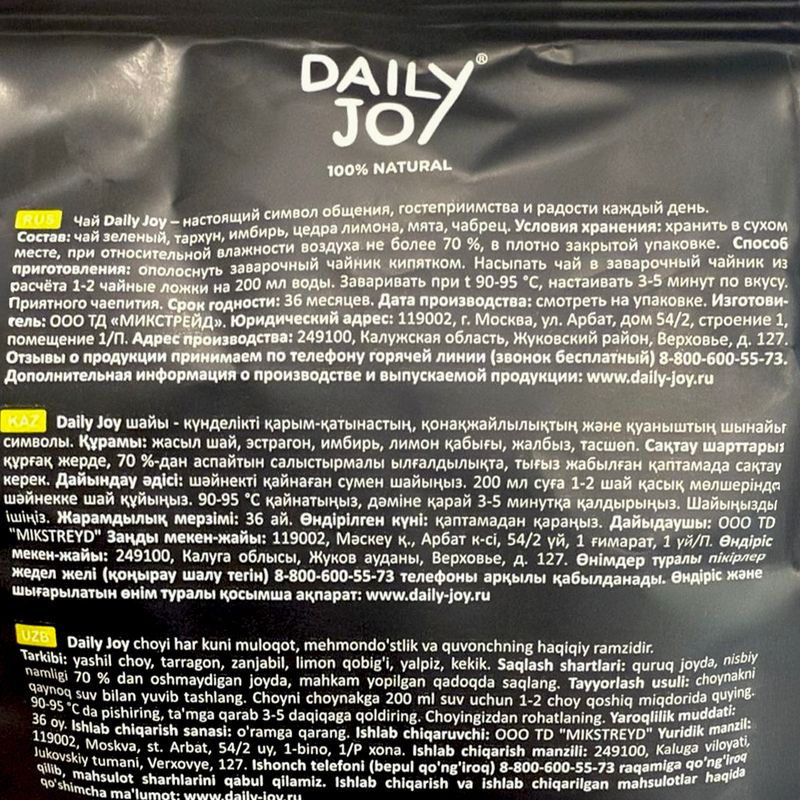 DAILY JOY®
100% NATURAL
RUS Чай Daily Joy – настоящий символ общения, гостеприимства и радости каждый день.
Состав: чай зеленый, тархун, имбирь, цедра лимона, мята, чабрец. Условия хранения: хранить в сухом
месте, при относительной влажности воздуха не более 70 %, в плотно закрытой упаковке. Способ
приготовления: ополоснуть заварочный чайник кипятком. Насыпать чай в заварочный чайник из
расчёта 1-2 чайные ложки на 200 мл воды. Заваривать при t 90-95 °C, настаивать 3-5 минут по вкусу.
Приятного чаепития. Срок годности: 36 месяцев. Дата производства: смотреть на упаковке. Изготови-
тель: ООО ТД «МИКСТРЕЙД». Юридический адрес: 119002, г. Москва, ул. Арбат, дом 54/2, строение 1,
помещение 1/П. Адрес производства: 249100, Калужская область, Жуковский район, Верховье, д. 127.
Отзывы о продукции принимаем по телефону горячей линии (звонок бесплатный) 8-800-600-55-73.
Дополнительная информация о производстве и выпускаемой продукции: www.daily-joy.ru
KAZ Daily Joy шайы - күнделікті қарым-қатынастың, қонақжайлылықтың және қуаныштың шынайы
символы. Құрамы: жасыл шай, эстрагон, имбирь, лимон қабығы, жалбыз, тасшөп. Сақтау шарттары:
құрғақ жерде, 70 %-дан аспайтын салыстырмалы ылғалдылықта, тығыз жабылған қаптамада сақтау
керек. Дайындау әдісі: шәйнекті қайнаған сумен шайыңыз. 200 мл суға 1-2 шай қасық мөлшерінде
шәйнекке шай құйыңыз. 90-95 °C қайнатыңыз, дәміне қарай 3-5 минутқа қалдырыңыз. Шайыңызды
ішіңіз. Жарамдылық мерзімі: 36 ай. Өндірілген күні: қаптамадан қараңыз. Дайыдаушы: ООО TD
"MIKSTREYD" Заңды мекен-жайы: 119002, Мәскеу қ., Арбат к-сі, 54/2 үй, 1 ғимарат, 1 үй/П. Өндіріс
мекен-жайы: 249100, Калуга облысы, Жуков ауданы, Верховье, д. 127. Өнімдер туралы пікірлер
жедел желі (қоңырау шалу тегін) 8-800-600-55-73 телефоны арқылы қабылданады. Өндіріс және
шығарылатын өнім туралы қосымша ақпарат: www.daily-joy.ru
UZB Daily Joy choyi har kuni muloqot, mehmondo'stlik va quvonchning haqiqiy ramzidir.
Tarkibi: yashil choy, tarragon, zanjabil, limon qobig'i, yalpiz, kekik. Saqlash shartlari: quruq joyda, nisbiy
namligi 70 % dan oshmaydigan joyda, mahkam yopilgan qadoqda saqlang. Tayyorlash usuli: choynakni
qaynoq suv bilan yuvib tashlang. Choyni choynakga 200 ml suv uchun 1-2 choy qoshiq miqdorida quying.
90-95 °C da pishiring, ta'mga qarab 3-5 daqiqaga qoldiring. Choyingizdan rohatlaning. Yaroqlilik muddati:
36 oy. Ishlab chiqarish sanasi: o'ramga qarang. Ishlab chiqaruvchi: OOO TD "MIKSTREYD" Yuridik manzil:
119002, Moskva, st. Arbat, 54/2 uy, 1-bino, 1/P xona. Ishlab chiqarish manzili: 249100, Kaluga viloyati,
Jukovskiy tumani, Verxovye, 127. Ishonch telefoni (bepul qo'ng'iroq) 8-800-600-55-73 raqamiga qo'ng'iroq
qilib, mahsulot sharhlarini qabul qilamiz. Ishlab chiqarish va ishlab chiqarilgan mahsulotlar haqida
qo'shimcha ma'lumot: www.daily-joy.ru